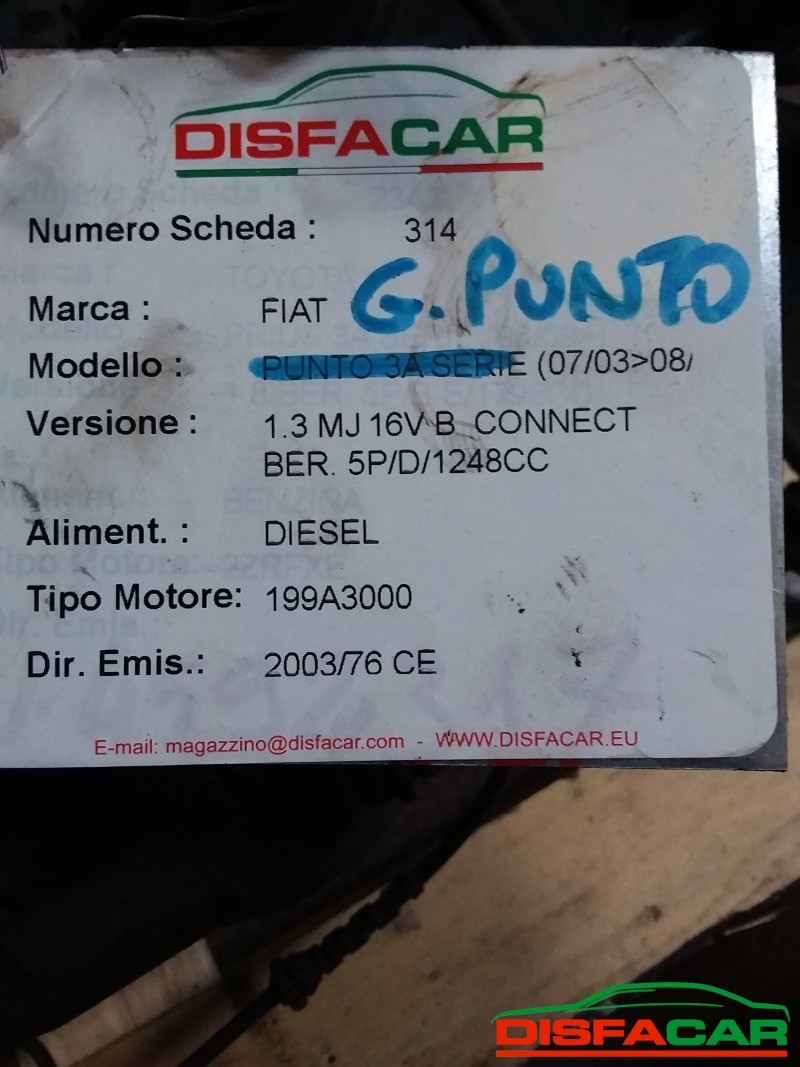 DISFACAR
Numero Scheda : 314
Marca : FIAT G. PUNTO
Modello : PUNTO 3A SERIE (07/03>08/
Versione : 1.3 MJ 16V B. CONNECT
BER. 5P/D/1248CC
Aliment. : DIESEL
Tipo Motore: 199A3000
Dir. Emis.: 2003/76 CE
E-mail: magazzino@disfacar.com - WWW.DISFACAR.EU
DISFACAR